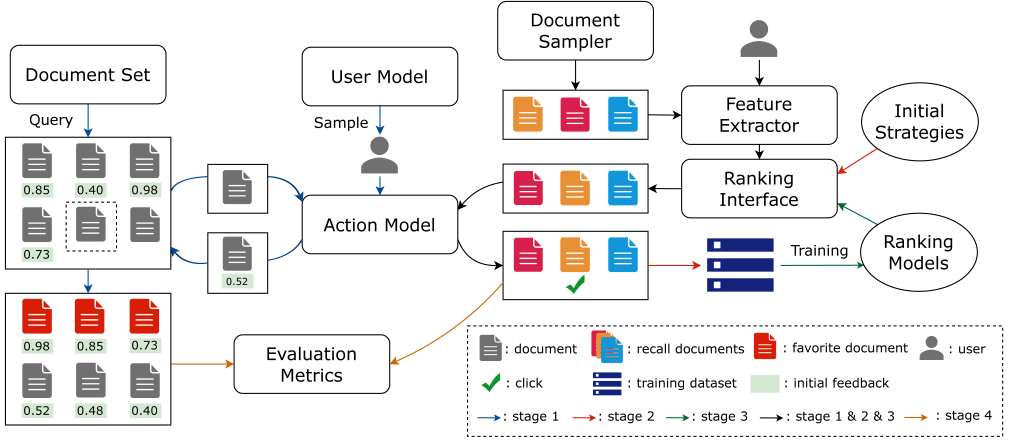 Document
Sampler
Document Set
User Model
Query
Sample
Feature
Extractor
Initial
Strategies
0.85 0.40 0.98
0.73
0.52
Action Model
Ranking
Interface
Training
Ranking
Models
0.98 0.85 0.73
0.52 0.48 0.40
Evaluation
Metrics
: document : recall documents : favorite document : user
: click : training dataset : initial feedback
: stage 1 : stage 2 : stage 3 : stage 1 & 2 & 3 : stage 4